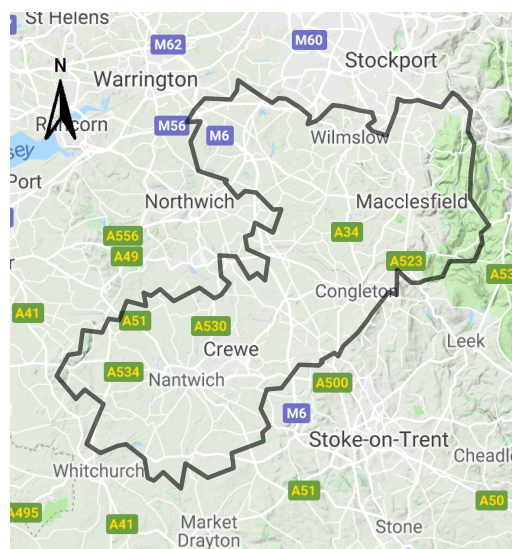 St Helens
M62
M60
Stockport
N
Warrington
Runcorn
M56
M6
Wilmslow
sey
Port
Northwich
Macclesfield
A556
A34
A49
A523
A53
r
Congleton
A41
A51
A530
Leek
Crewe
A534
Nantwich
A500
M6
Stoke-on-Trent
Whitchurch
Cheadle
A51
A50
A495
A41
Market
Drayton
Stone